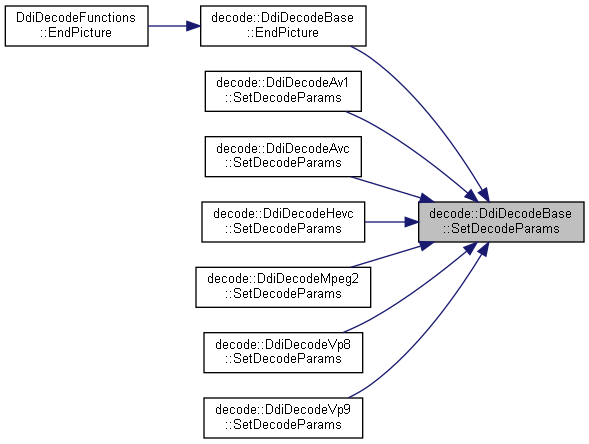 DdiDecodeFunctions
::EndPicture
decode::DdiDecodeBase
::EndPicture
decode::DdiDecodeAv1
::SetDecodeParams
decode::DdiDecodeAvc
::SetDecodeParams
decode::DdiDecodeHevc
::SetDecodeParams
decode::DdiDecodeBase
::SetDecodeParams
decode::DdiDecodeMpeg2
::SetDecodeParams
decode::DdiDecodeVp8
::SetDecodeParams
decode::DdiDecodeVp9
::SetDecodeParams